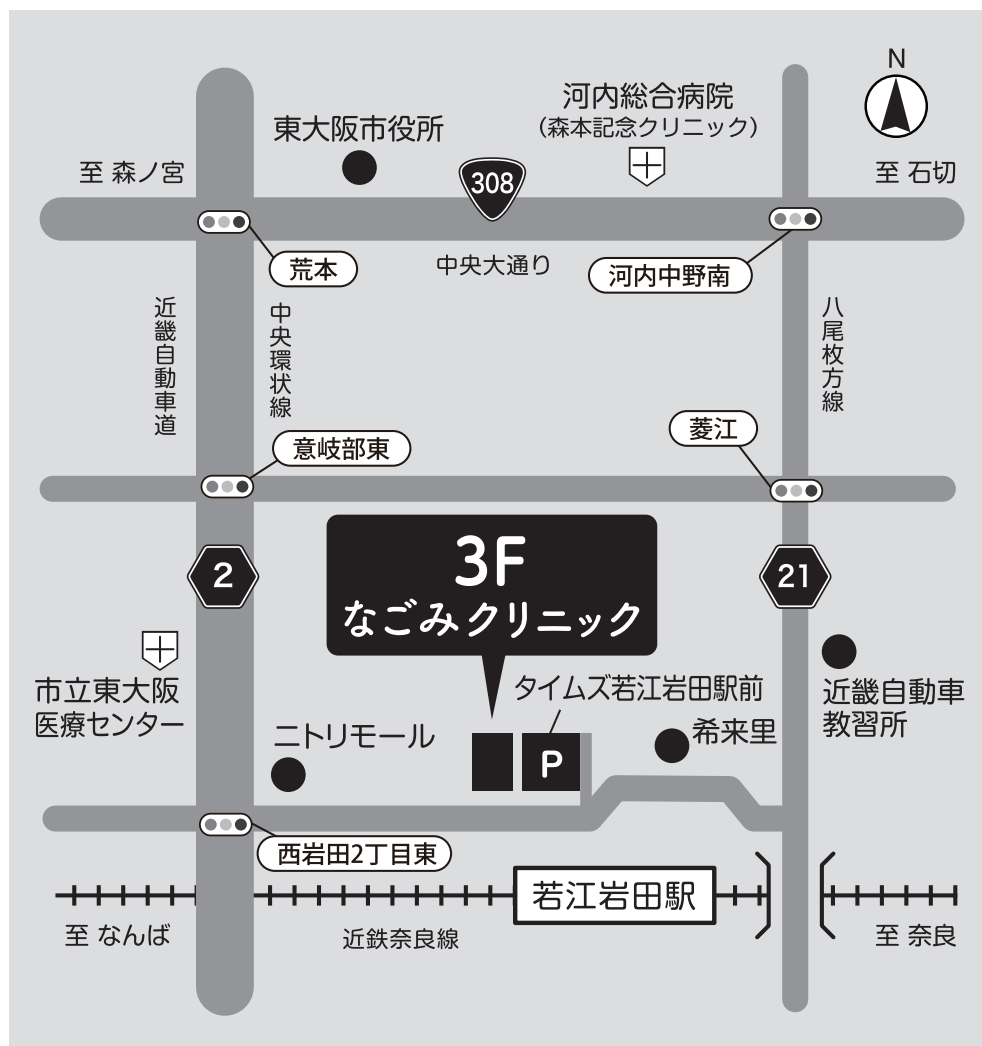 N
河内総合病院
（森本記念クリニック）
東大阪市役所
至 森ノ宮
308
至 石切
荒本
中央大通り
河内中野南
近畿自動車道
中央環状線
八尾枚方線
意岐部東
菱江
3F
なごみクリニック
2
21
市立東大阪
医療センター
タイムズ若江岩田駅前
近畿自動車
教習所
ニトリモール
希来里
P
西岩田2丁目東
若江岩田駅
至 なんば
近鉄奈良線
至 奈良